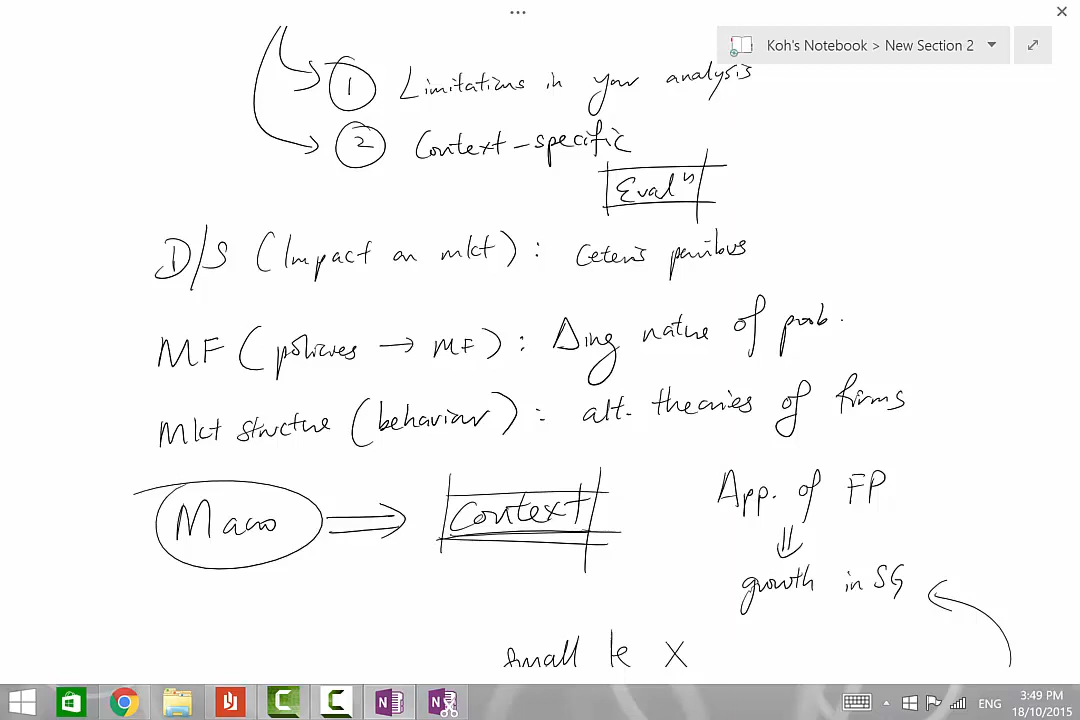 Koh's Notebook > New Section 2
① Limitations in your analysis
② Context-specific
Eval'n
D/S (Impact on mkt) : Ceteris paribus
MF (policies → MF) : Δing nature of prob.
Mkt structure (behaviour) : alt. theories of firms
Macro ⇒ Context
App. of FP
⇓
growth in SG
small k X
ENG
3:49 PM
18/10/2015